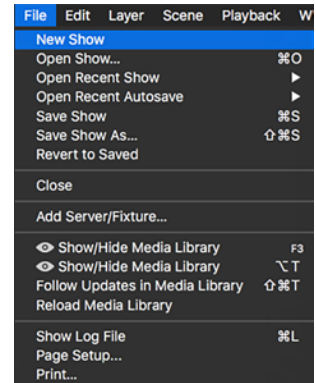 File Edit Layer Scene Playback
New Show
Open Show... ⌘O
Open Recent Show ▶
Open Recent Autosave ▶
Save Show ⌘S
Save Show As... ⇧⌘S
Revert to Saved
Close
Add Server/Fixture...
Show/Hide Media Library F3
Show/Hide Media Library ⌥T
Follow Updates in Media Library ⇧⌘T
Reload Media Library
Show Log File ⌘L
Page Setup...
Print...